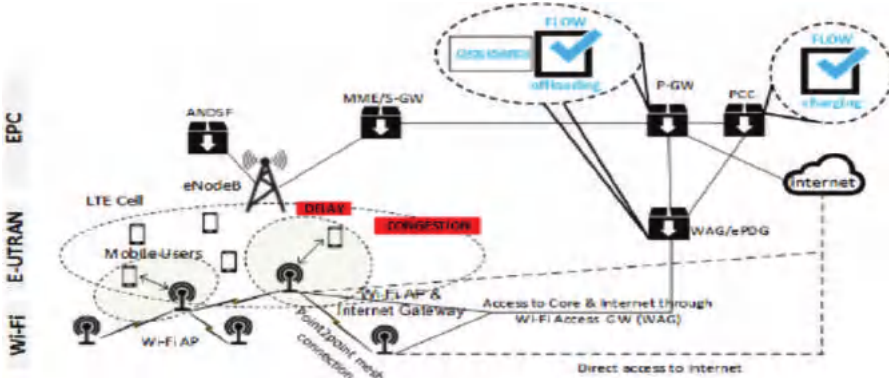 FLOW
offloading
FLOW
charging
P-GW
PCC
MME/S-GW
ANDSF
EPC
eNodeB
internet
LTE Cell
DELAY
CONGESTION
WAG/ePDG
E-UTRAN
Mobile Users
Wi-Fi AP &
Internet Gateway
Access to Core & Internet through
Wi-Fi Access GW (WAG)
Wi-Fi
Wi-Fi AP
Point2point mesh
connection
Direct access to Internet